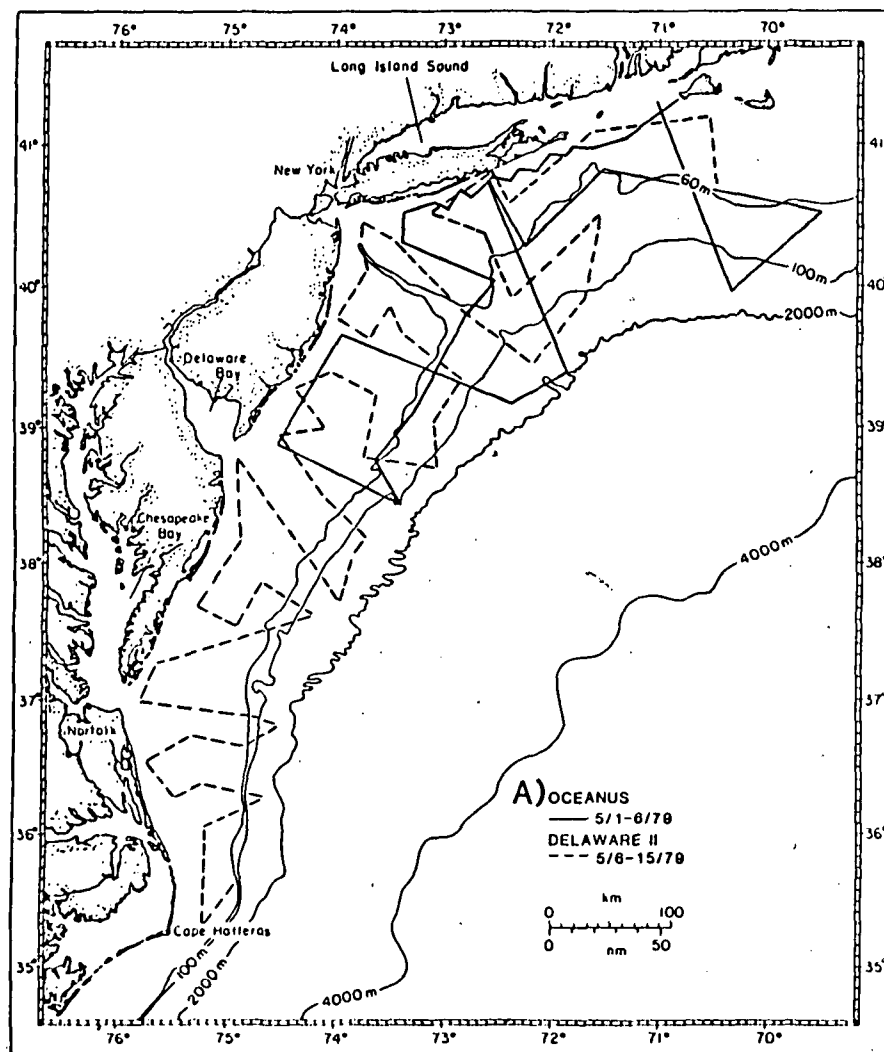 76° 75° 74° 73° 72° 71° 70°
Long Island Sound
41° 41°
New York
60m
40° 100m 40°
2000m
Delaware
Bay
39° 39°
Chesapeake
Bay
38° 4000m 38°
37° 37°
Norfolk
A) OCEANUS
5/1-6/79
36° DELAWARE II 36°
5/6-15/79
km
0 100
Cape Hatteras 0 50
nm
35° 100m 35°
2000m
4000m
76° 75° 74° 73° 72° 71° 70°